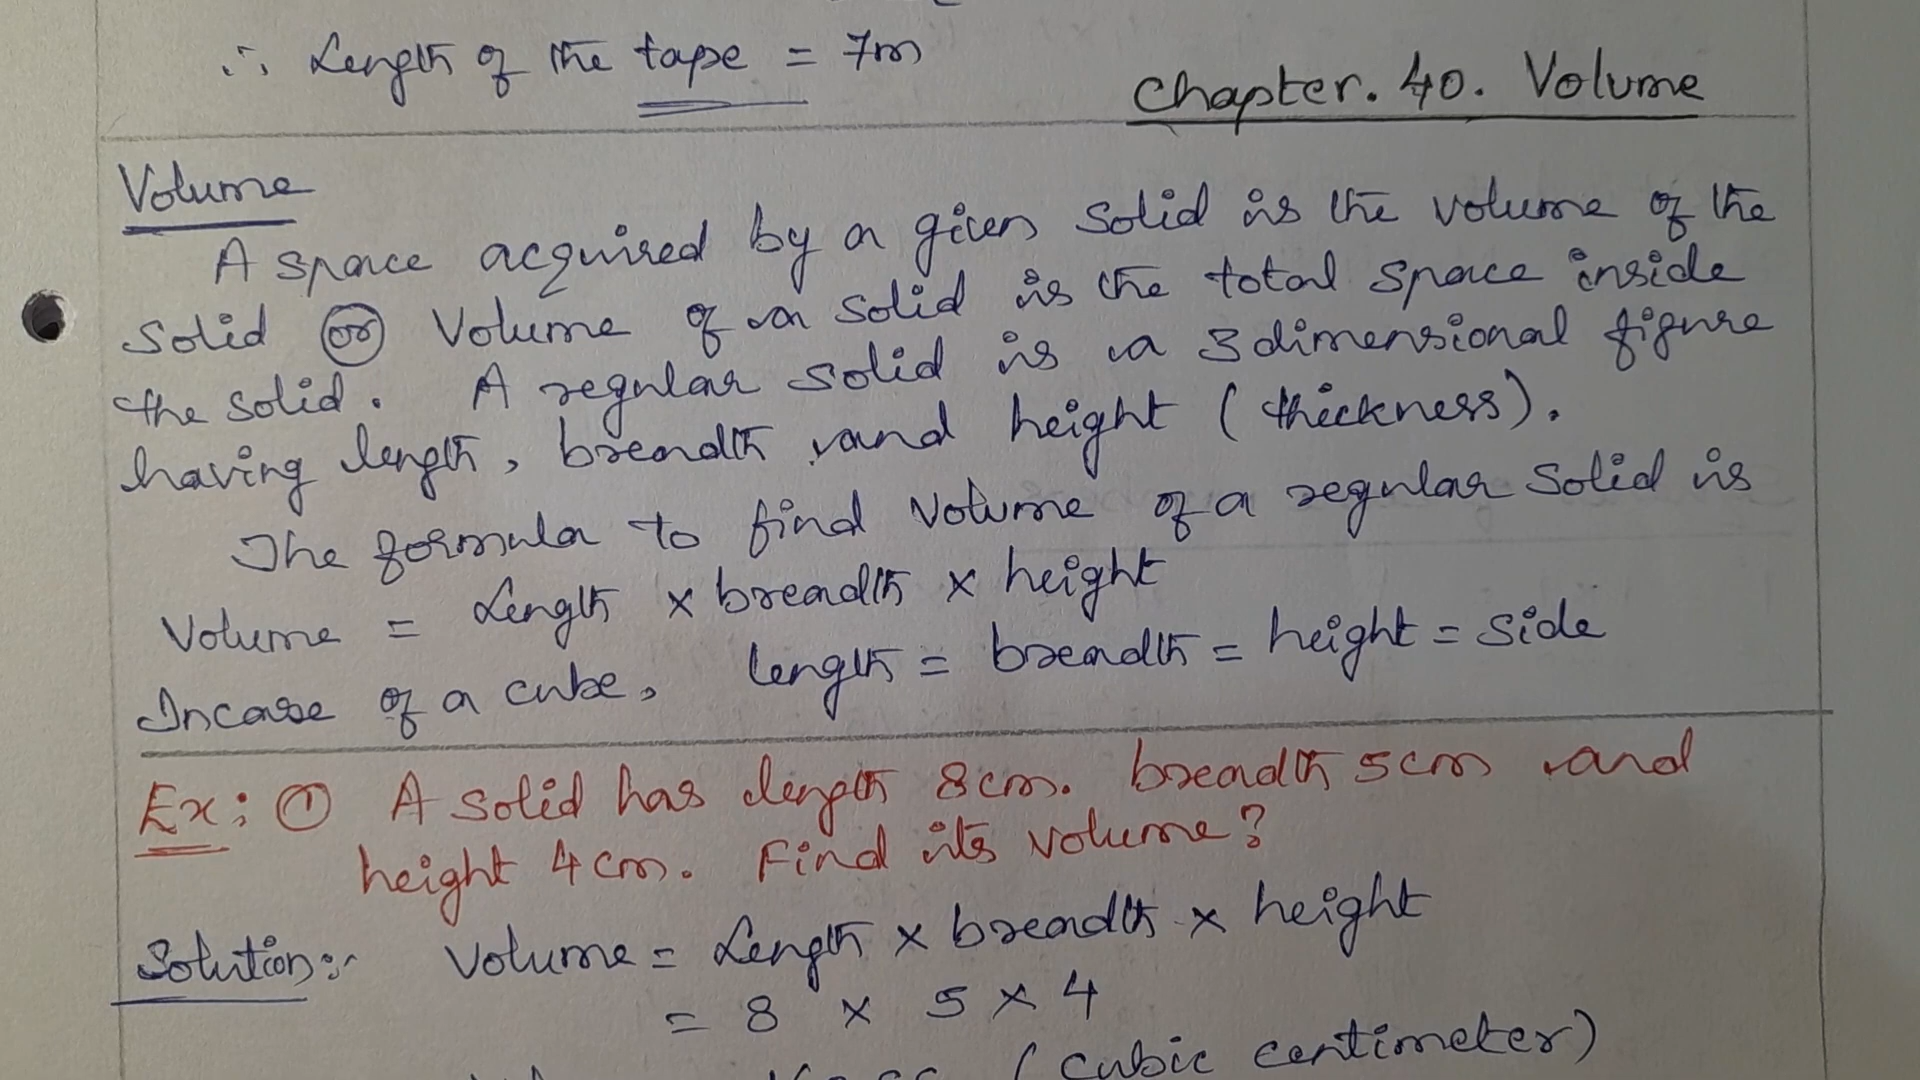 ∴ Length of the tape = 7m
Chapter. 40. Volume
Volume
A space acquired by a given solid is the volume of the
solid (or) Volume of a solid is the total space inside
the solid. A regular solid is a 3dimensional figure
having length, breadth and height (thickness).
The formula to find Volume of a regular solid is
Volume = Length × breadth × height
Incase of a cube, length = breadth = height = side
Ex: ① A solid has length 8cm. breadth 5cm and
height 4cm. Find its volume?
Solution:- Volume = Length × breadth × height
= 8 × 5 × 4
(cubic centimeter)